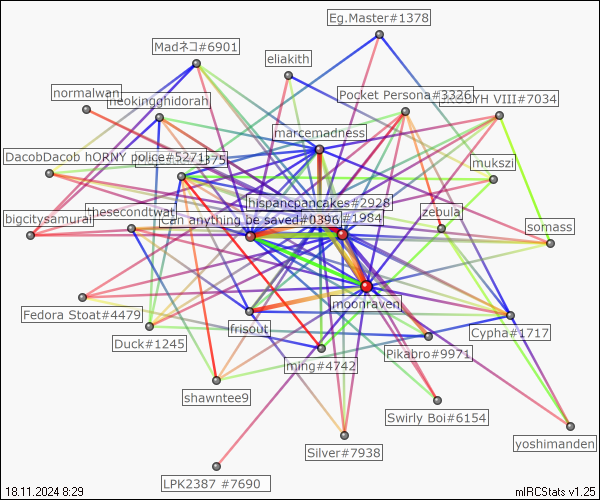 Eg.Master#1378
Madネコ#6901
eliakith
normalwan
neokingghidorah
Pocket Persona#3326
YH VIII#7034
marcemadness
DacobDacob hORNY police#5271
375
mukszi
hispancpancakes#2928
bigcitysamurai
thesecondtwat
Can anything be saved#0396
#1984
zebula
somass
moonraven
Fedora Stoat#4479
frisout
Cypha#1717
Duck#1245
Pikabro#9971
ming#4742
shawntee9
Swirly Boi#6154
Silver#7938
yoshimanden
LPK2387 #7690
18.11.2024 8:29
mIRCStats v1.25